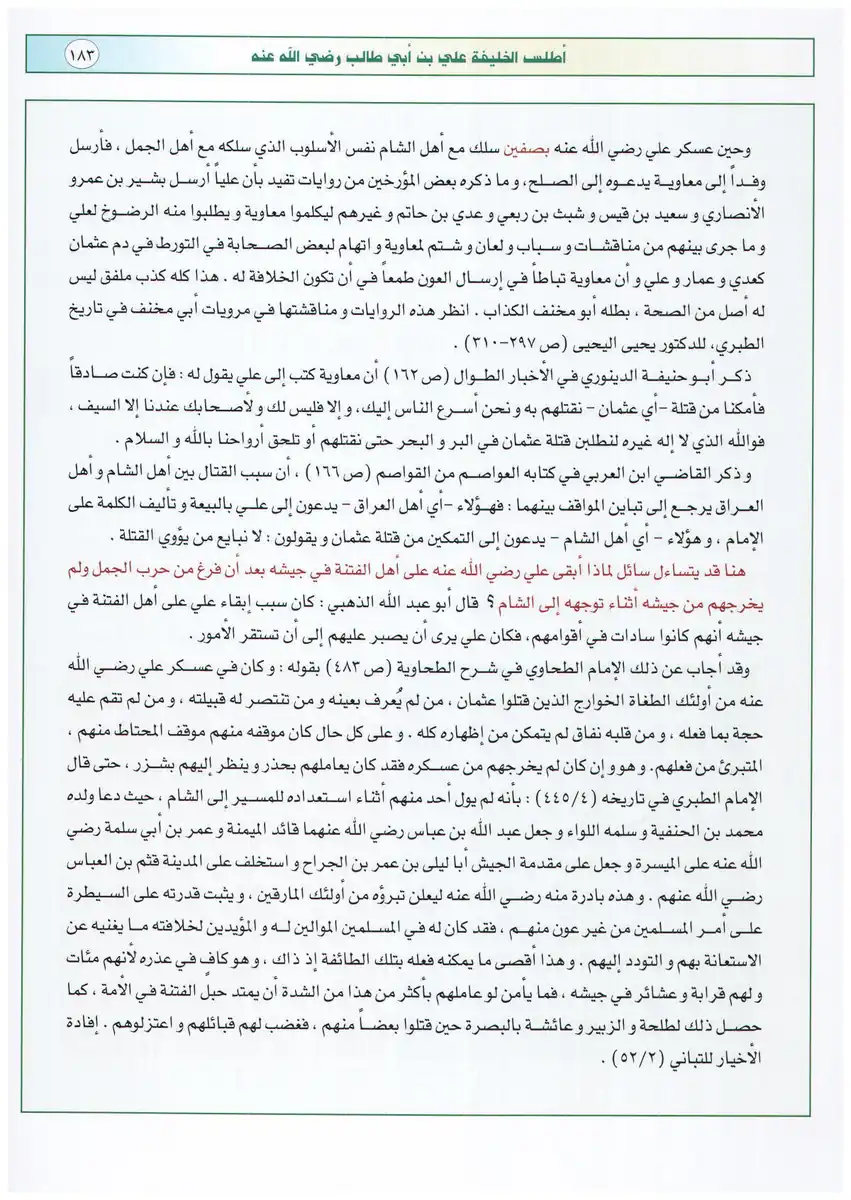 أطلس الخليفة علي بن أبي طالب رضي الله عنه
١٨٣
وحين عسكر علي رضي الله عنه بصفين سلك مع أهل الشام نفس الأسلوب الذي سلكه مع أهل الجمل ، فأرسل
وفداً إلى معاوية يدعوه إلى الصلح، و ما ذكره بعض المؤرخين من روايات تفيد بأن علياً أرسل بشير بن عمرو
الأنصاري و سعيد بن قيس و شبث بن ربعي و عدي بن حاتم و غيرهم ليكلموا معاوية و يطلبوا منه الرضوخ لعلي
و ما جرى بينهم من مناقشات و سباب و لعان و شتم لمعاوية و اتهام لبعض الصحابة في التورط في دم عثمان
كعدي و عمار و علي و أن معاوية تباطأ في إرسال العون طمعاً في أن تكون الخلافة له . هذا كله كذب ملفق ليس
له أصل من الصحة ، بطله أبو مخنف الكذاب . انظر هذه الروايات و مناقشتها في مرويات أبي مخنف في تاريخ
الطبري، للدكتور يحيى اليحيى (ص ٢٩٧-٣١٠) .
ذكر أبو حنيفة الدينوري في الأخبار الطوال (ص ١٦٢) أن معاوية كتب إلى علي يقول له : فإن كنت صادقاً
فأمكنا من قتلة -أي عثمان - نقتلهم به و نحن أسرع الناس إليك، و إلا فليس لك و لأصحابك عندنا إلا السيف ،
فوالله الذي لا إله غيره لنطلبن قتلة عثمان في البر و البحر حتى نقتلهم أو تلحق أرواحنا بالله و السلام .
و ذكر القاضي ابن العربي في كتابه العواصم من القواصم (ص ١٦٦) ، أن سبب القتال بين أهل الشام و أهل
العراق يرجع إلى تباين المواقف بينهما : فهؤلاء -أي أهل العراق - يدعون إلى علي بالبيعة و تأليف الكلمة على
الإمام ، و هؤلاء - أي أهل الشام - يدعون إلى التمكين من قتلة عثمان و يقولون : لا نبايع من يؤوي القتلة .
هنا قد يتساءل سائل لماذا أبقى علي رضي الله عنه على أهل الفتنة في جيشه بعد أن فرغ من حرب الجمل ولم
يخرجهم من جيشه أثناء توجهه إلى الشام ؟ قال أبو عبد الله الذهبي : كان سبب إبقاء علي على أهل الفتنة في
جيشه أنهم كانوا سادات في أقوامهم، فكان علي يرى أن يصبر عليهم إلى أن تستقر الأمور .
وقد أجاب عن ذلك الإمام الطحاوي في شرح الطحاوية (ص ٤٨٣) بقوله : و كان في عسكر علي رضي الله
عنه من أولئك الطغاة الخوارج الذين قتلوا عثمان ، من لم يُعرف بعينه و من تنتصر له قبيلته ، و من لم تقم عليه
حجة بما فعله ، و من قلبه نفاق لم يتمكن من إظهاره كله . و على كل حال كان موقفه منهم موقف المحتاط منهم ،
المتبرئ من فعلهم. و هو و إن كان لم يخرجهم من عسكره فقد كان يعاملهم بحذر و ينظر إليهم بشزر ، حتى قال
الإمام الطبري في تاريخه (٤٤٥/٤) : بأنه لم يول أحد منهم أثناء استعداده للمسير إلى الشام ، حيث دعا ولده
محمد بن الحنفية و سلمه اللواء و جعل عبد الله بن عباس رضي الله عنهما قائد الميمنة و عمر بن أبي سلمة رضي
الله عنه على الميسرة و جعل على مقدمة الجيش أبا ليلى بن عمر بن الجراح و استخلف على المدينة قثم بن العباس
رضي الله عنهم . و هذه بادرة منه رضي الله عنه ليعلن تبرؤه من أولئك المارقين ، و يثبت قدرته على السيطرة
على أمر المسلمين من غير عون منهم ، فقد كان له في المسلمين الموالين له و المؤيدين لخلافته ما يغنيه عن
الاستعانة بهم و التودد إليهم . و هذا أقصى ما يمكنه فعله بتلك الطائفة إذ ذاك ، و هو كافٍ في عذره لأنهم مئات
و لهم قرابة و عشائر في جيشه ، فما يأمن لو عاملهم بأكثر من هذا من الشدة أن يمتد حبل الفتنة في الأمة ، كما
حصل ذلك لطلحة و الزبير و عائشة بالبصرة حين قتلوا بعضاً منهم ، فغضب لهم قبائلهم و اعتزلوهم . إفادة
الأخيار للتباني (٥٢/٢) .